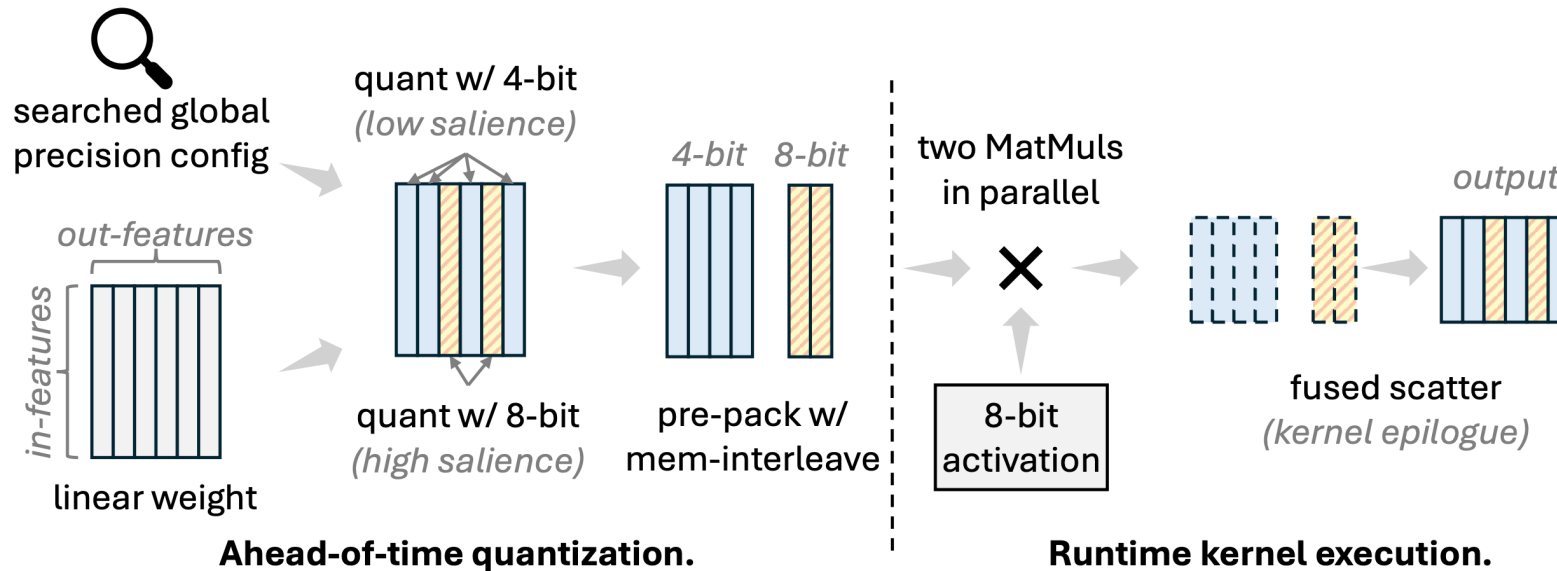 searched global
precision config
out-features
in-features
linear weight
quant w/ 4-bit
(low salience)
quant w/ 8-bit
(high salience)
4-bit
8-bit
pre-pack w/
mem-interleave
Ahead-of-time quantization.
two MatMuls
in parallel
8-bit
activation
fused scatter
(kernel epilogue)
output
Runtime kernel execution.